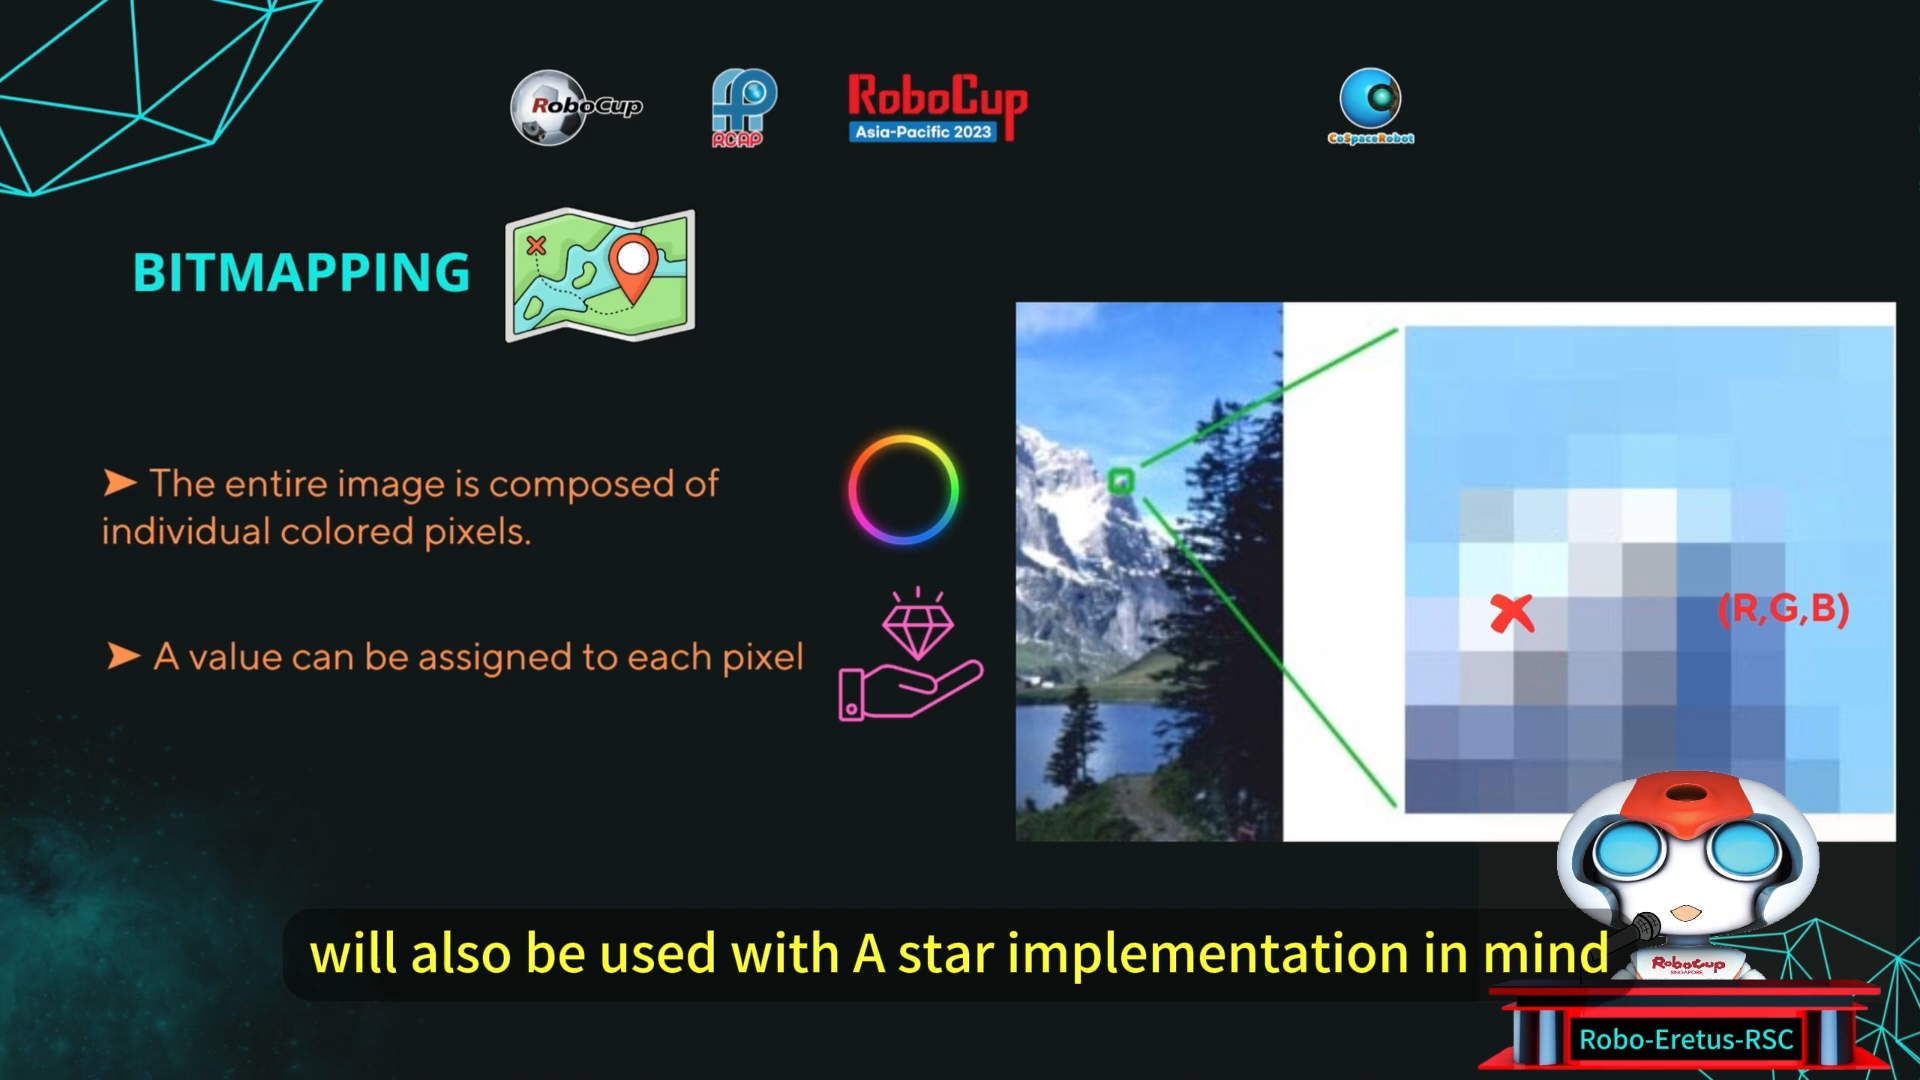 RoboCup
RCAP
RoboCup
Asia-Pacific 2023
CoSpaceRobot
BITMAPPING
➤ The entire image is composed of
individual colored pixels.
➤ A value can be assigned to each pixel
(R,G,B)
will also be used with A star implementation in mind
RoboCup
SINGAPORE
Robo-Eretus-RSC